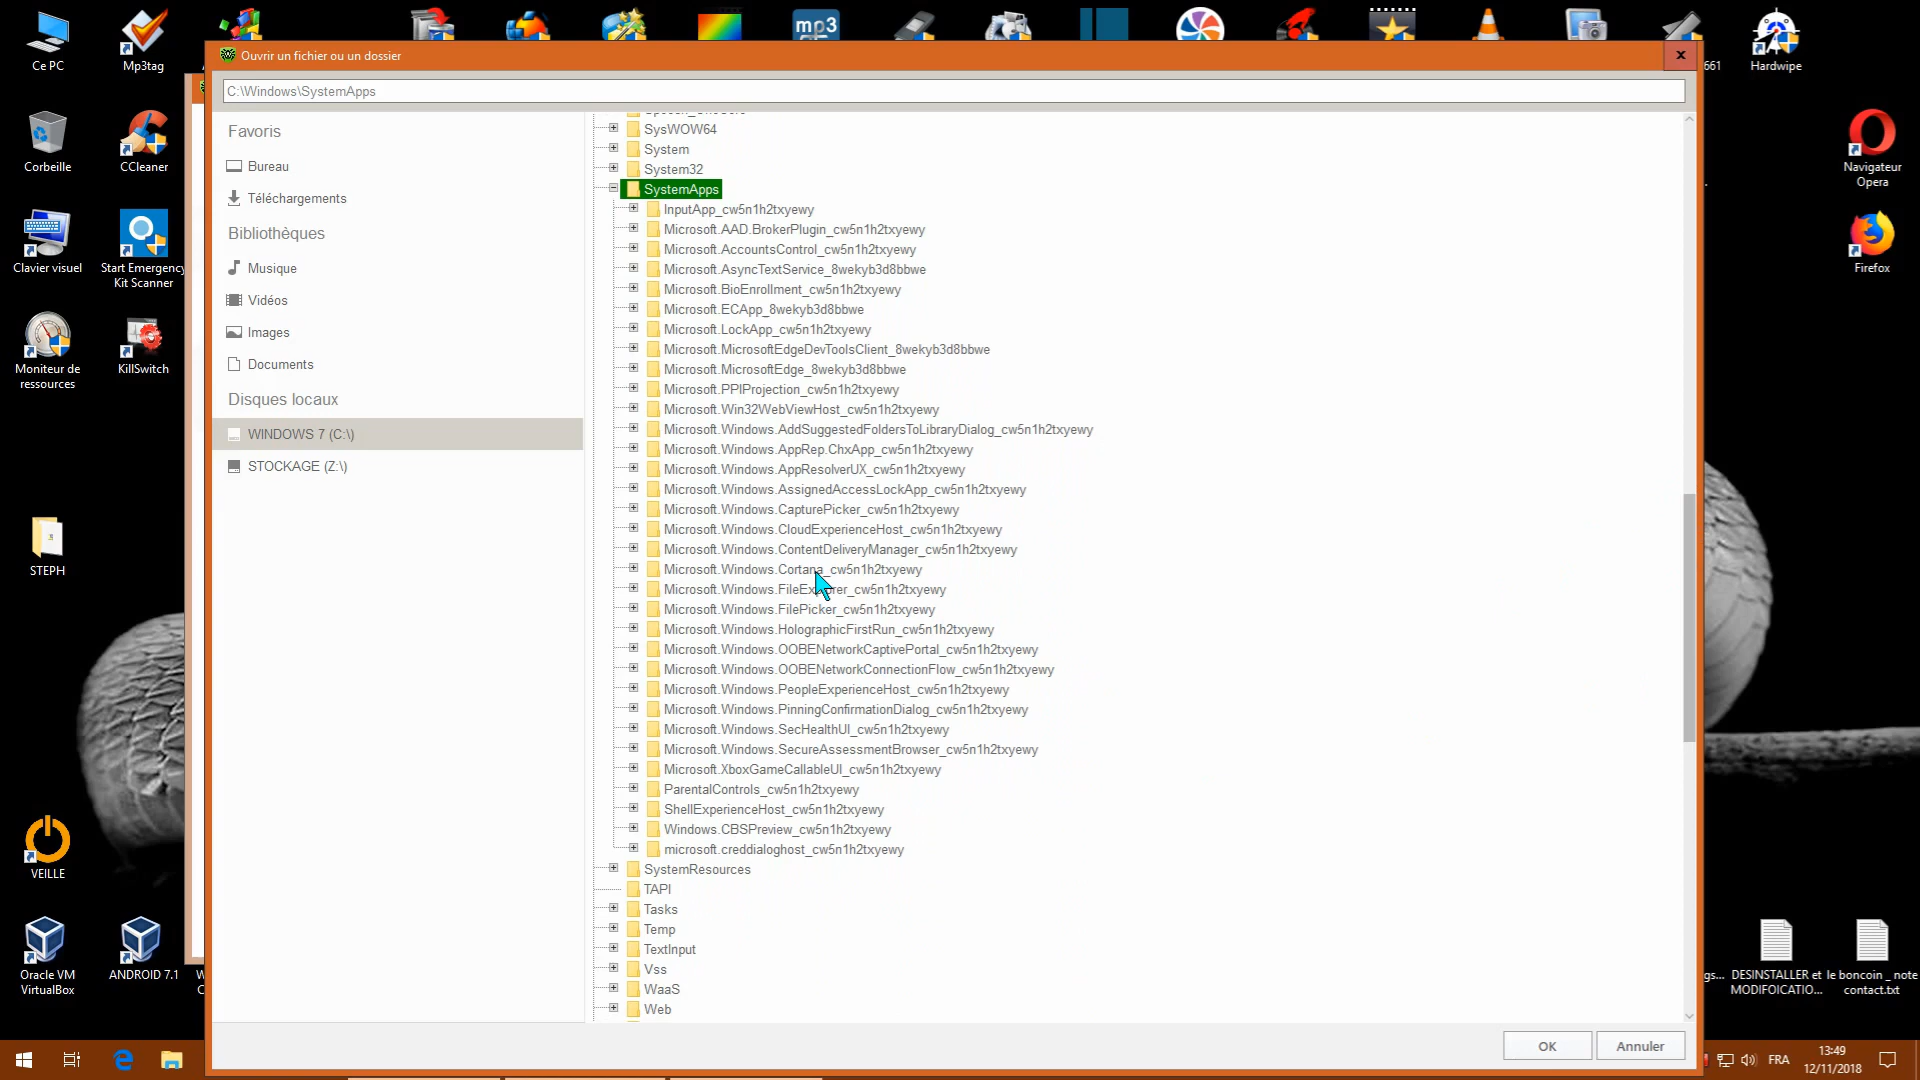 Ce PC
Mp3tag
mp3
661
Hardwipe
Ouvrir un fichier ou un dossier
x
C:\Windows\SystemApps
Corbeille
CCleaner
Clavier visuel
Start Emergency
Kit Scanner
Moniteur de
ressources
KillSwitch
STEPH
VEILLE
Oracle VM
VirtualBox
ANDROID 7.1
Favoris
Bureau
Téléchargements
Bibliothèques
Musique
Vidéos
Images
Documents
Disques locaux
WINDOWS 7 (C:\)
STOCKAGE (Z:\)
SysWOW64
System
System32
SystemApps
InputApp_cw5n1h2txyewy
Microsoft.AAD.BrokerPlugin_cw5n1h2txyewy
Microsoft.AccountsControl_cw5n1h2txyewy
Microsoft.AsyncTextService_8wekyb3d8bbwe
Microsoft.BioEnrollment_cw5n1h2txyewy
Microsoft.ECApp_8wekyb3d8bbwe
Microsoft.LockApp_cw5n1h2txyewy
Microsoft.MicrosoftEdgeDevToolsClient_8wekyb3d8bbwe
Microsoft.MicrosoftEdge_8wekyb3d8bbwe
Microsoft.PPIProjection_cw5n1h2txyewy
Microsoft.Win32WebViewHost_cw5n1h2txyewy
Microsoft.Windows.AddSuggestedFoldersToLibraryDialog_cw5n1h2txyewy
Microsoft.Windows.AppRep.ChxApp_cw5n1h2txyewy
Microsoft.Windows.AppResolverUX_cw5n1h2txyewy
Microsoft.Windows.AssignedAccessLockApp_cw5n1h2txyewy
Microsoft.Windows.CapturePicker_cw5n1h2txyewy
Microsoft.Windows.CloudExperienceHost_cw5n1h2txyewy
Microsoft.Windows.ContentDeliveryManager_cw5n1h2txyewy
Microsoft.Windows.Cortana_cw5n1h2txyewy
Microsoft.Windows.FileExplorer_cw5n1h2txyewy
Microsoft.Windows.FilePicker_cw5n1h2txyewy
Microsoft.Windows.HolographicFirstRun_cw5n1h2txyewy
Microsoft.Windows.OOBENetworkCaptivePortal_cw5n1h2txyewy
Microsoft.Windows.OOBENetworkConnectionFlow_cw5n1h2txyewy
Microsoft.Windows.PeopleExperienceHost_cw5n1h2txyewy
Microsoft.Windows.PinningConfirmationDialog_cw5n1h2txyewy
Microsoft.Windows.SecHealthUI_cw5n1h2txyewy
Microsoft.Windows.SecureAssessmentBrowser_cw5n1h2txyewy
Microsoft.XboxGameCallableUI_cw5n1h2txyewy
ParentalControls_cw5n1h2txyewy
ShellExperienceHost_cw5n1h2txyewy
Windows.CBSPreview_cw5n1h2txyewy
microsoft.creddialoghost_cw5n1h2txyewy
SystemResources
TAPI
Tasks
Temp
TextInput
Vss
WaaS
Web
OK
Annuler
Navigateur
Opera
Firefox
gs...
DESINSTALLER et
MODIFOICATIO...
le boncoin _ note
contact.txt
FRA
13:49
12/11/2018